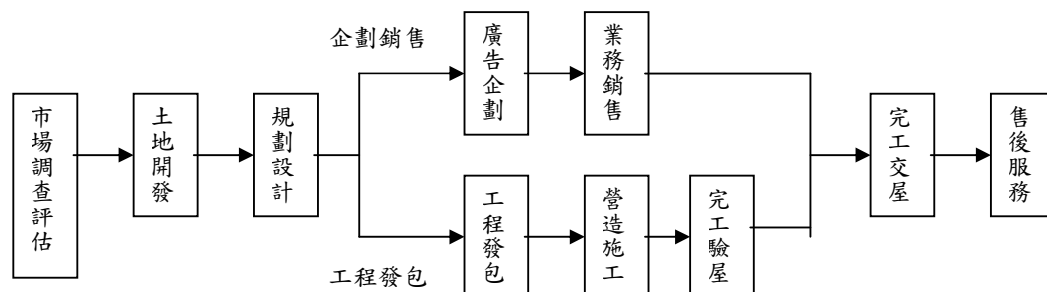 市場調查評估
土地開發
規劃設計
企劃銷售
廣告企劃
業務銷售
工程發包
工程發包
營造施工
完工驗屋
完工交屋
售後服務